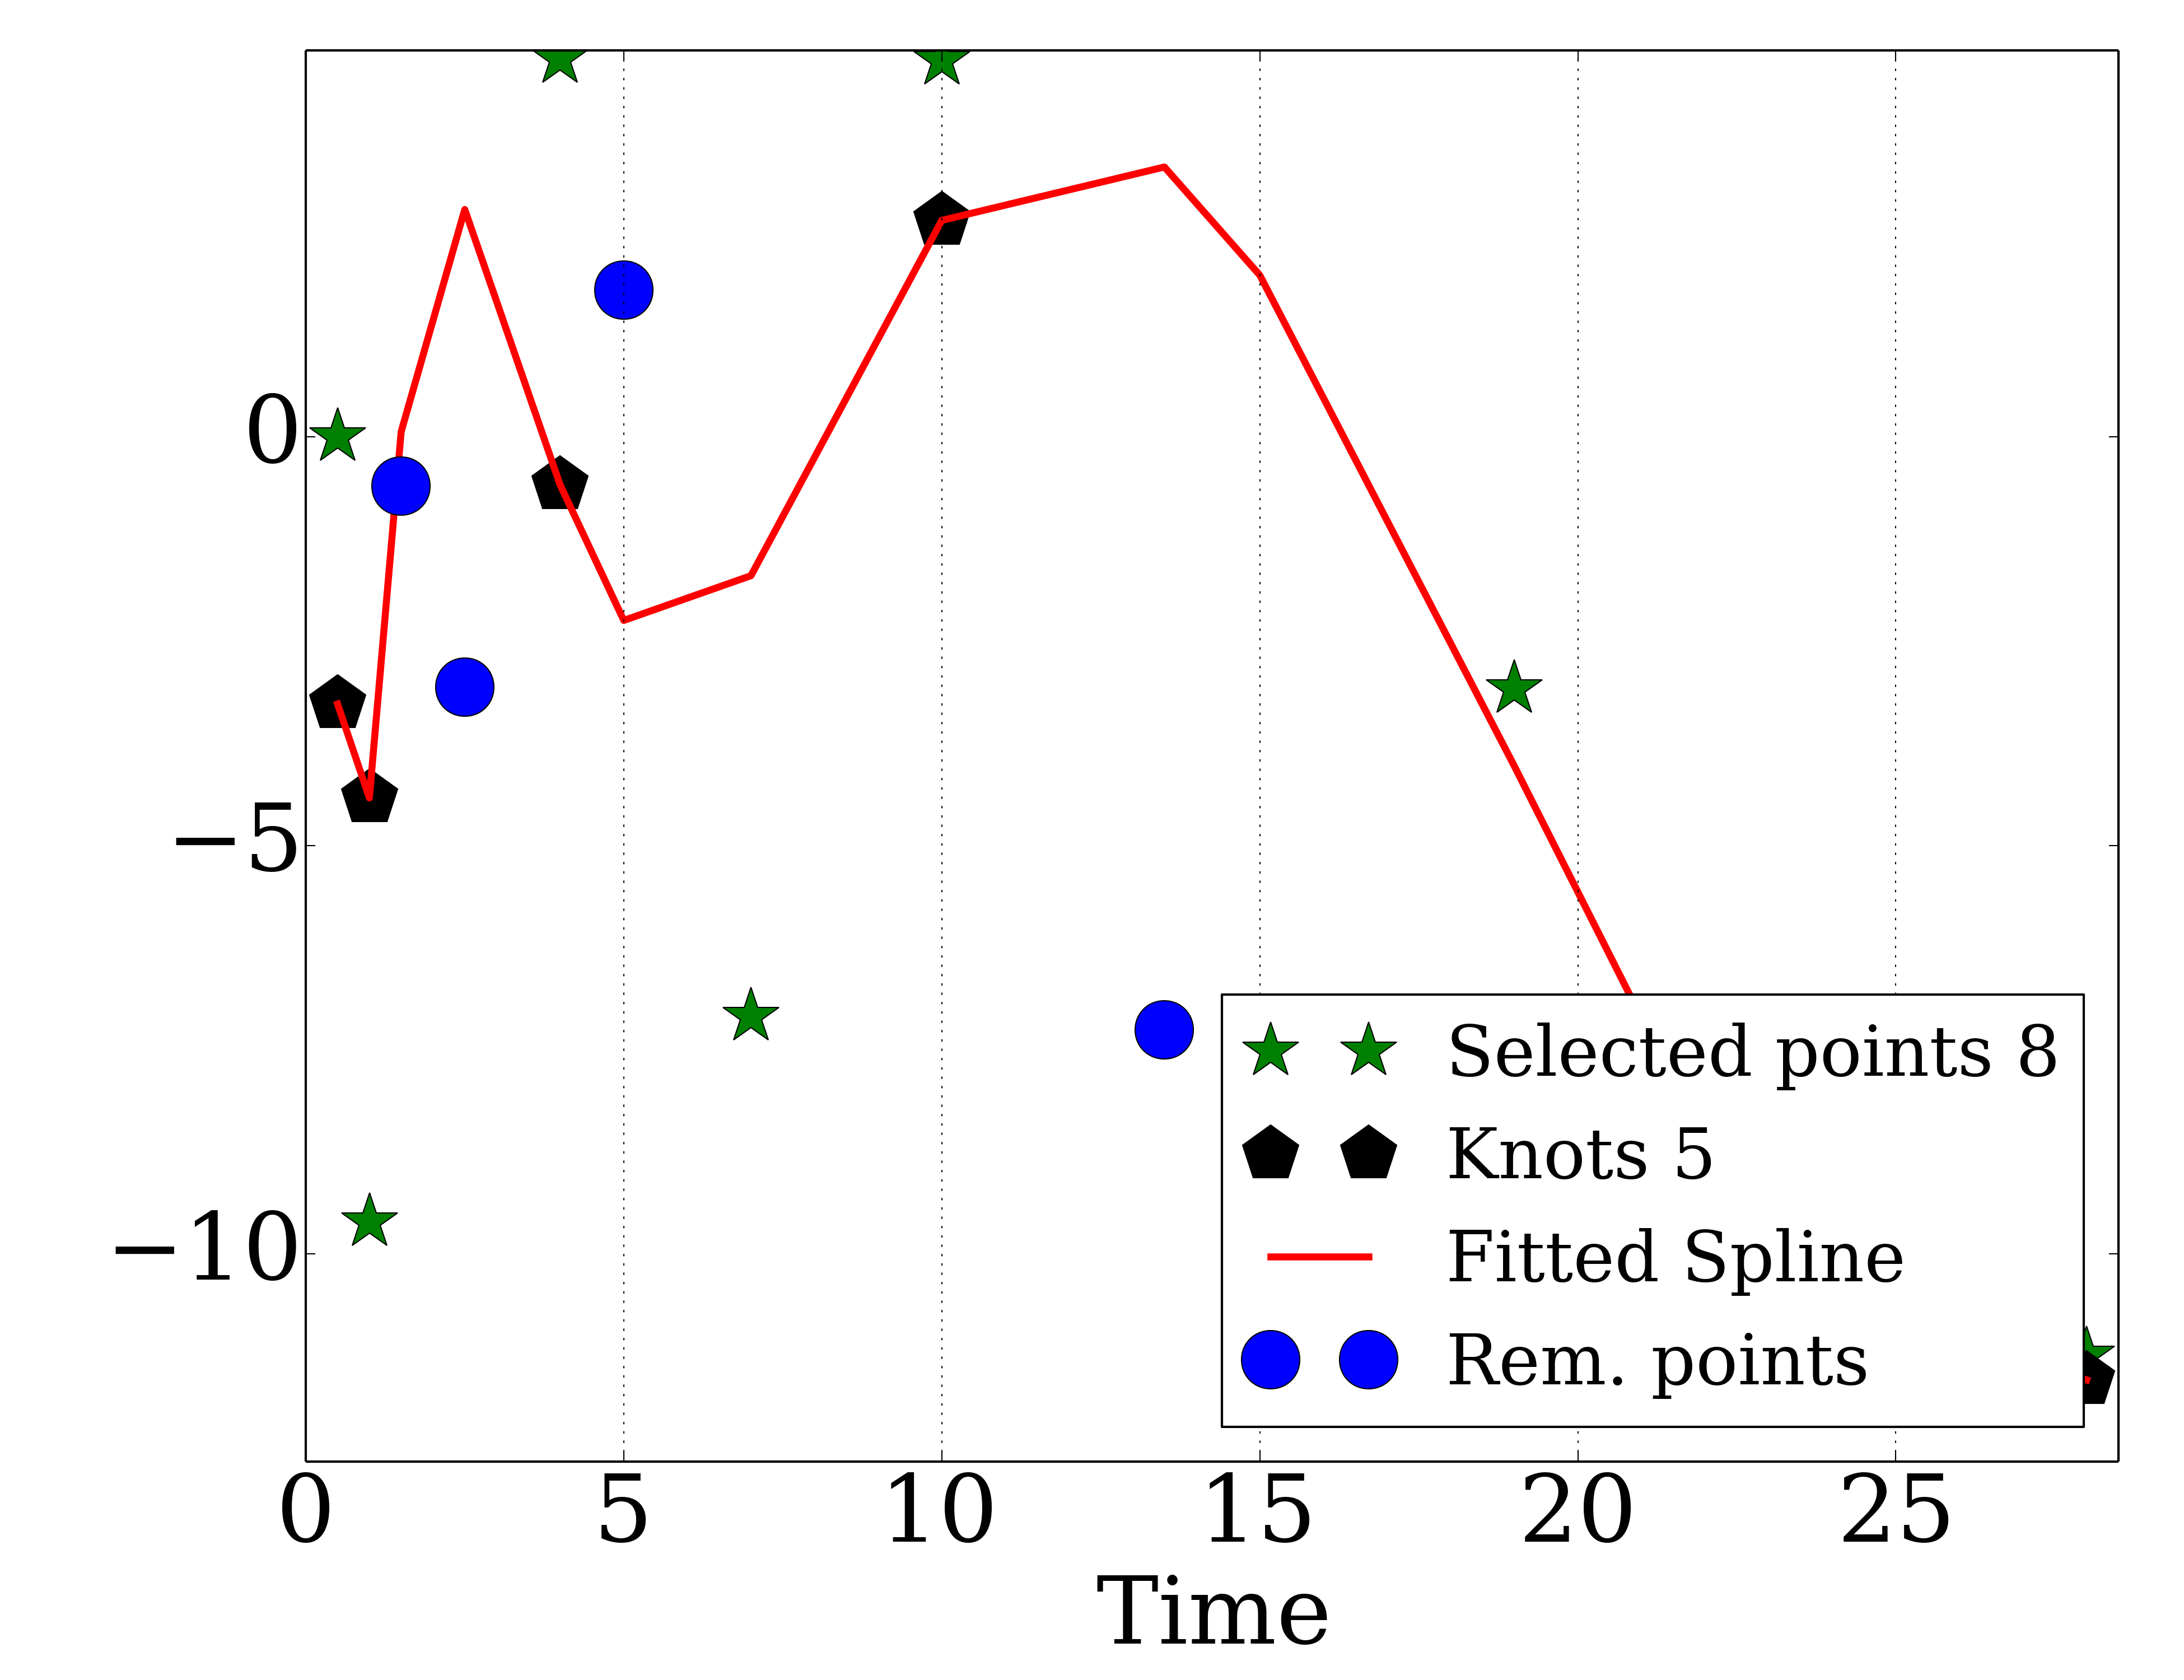 0
−5
−10
0 5 10 15 20 25
Time
Selected points 8
Knots 5
Fitted Spline
Rem. points